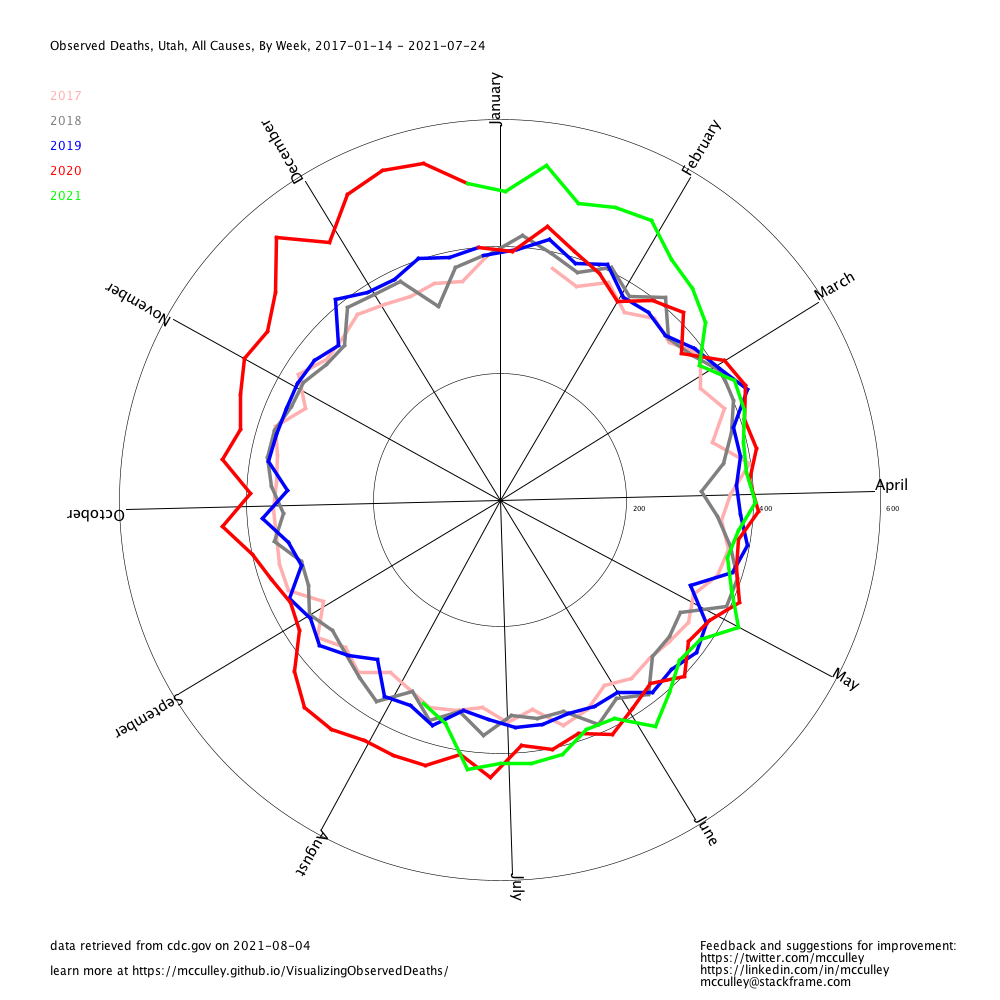 Observed Deaths, Utah, All Causes, By Week, 2017-01-14 - 2021-07-24
2017
2018
2019
2020
2021
January
February
March
April
May
June
July
August
September
October
November
December
200
400
600
data retrieved from cdc.gov on 2021-08-04
learn more at https://mcculley.github.io/VisualizingObservedDeaths/
Feedback and suggestions for improvement:
https://twitter.com/mcculley
https://linkedin.com/in/mcculley
mcculley@stackframe.com